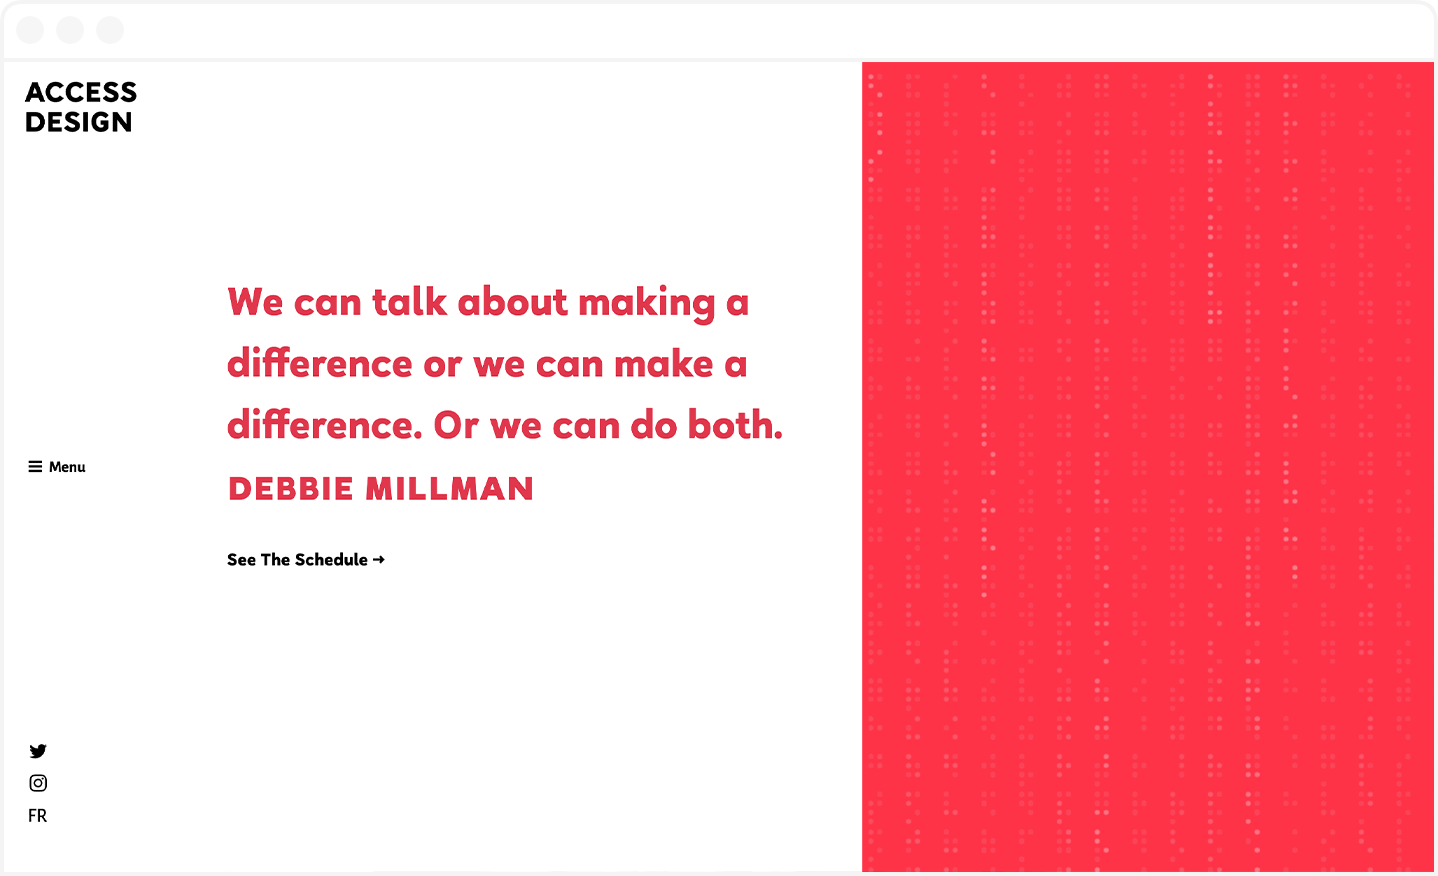 ACCESS
DESIGN
We can talk about making a
difference or we can make a
difference. Or we can do both.
DEBBIE MILLMAN
Menu
See The Schedule →
FR